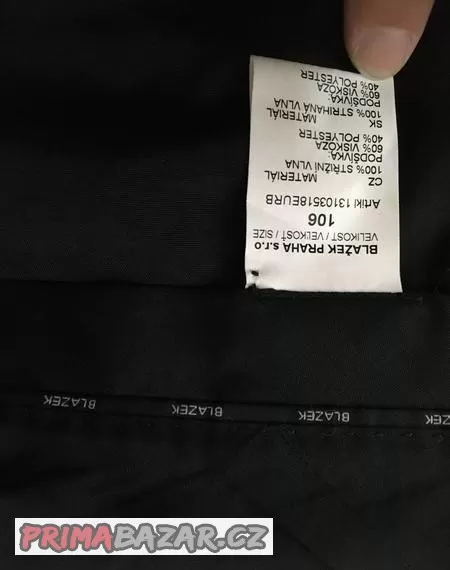 BLAŽEK PRAHA s.r.o
VELIKOST / VEĽKOSŤ / SIZE
106
Artikl 13103518EURB
CZ MATERIÁL
100% STŘIŽNÍ VLNA
PODŠÍVKA:
60% VISKÓZA
40% POLYESTER
SK MATERIÁL
100% STRIHANÁ VLNA
PODŠÍVKA:
60% VISKÓZA
40% POLYESTER
BLAZEK BLAZEK BLAZEK BLAZEK
PRIMABAZAR.CZ